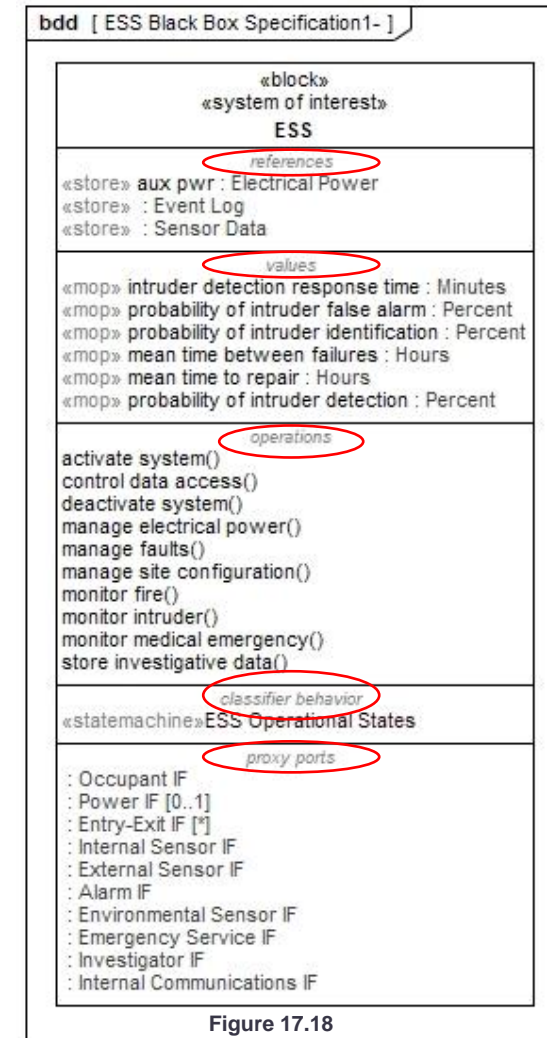 bdd [ ESS Black Box Specification1- ]
«block»
«system of interest»
ESS
references
«store» aux pwr : Electrical Power
«store» : Event Log
«store» : Sensor Data
values
«mop» intruder detection response time : Minutes
«mop» probability of intruder false alarm : Percent
«mop» probability of intruder identification : Percent
«mop» mean time between failures : Hours
«mop» mean time to repair : Hours
«mop» probability of intruder detection : Percent
operations
activate system()
control data access()
deactivate system()
manage electrical power()
manage faults()
manage site configuration()
monitor fire()
monitor intruder()
monitor medical emergency()
store investigative data()
classifier behavior
«statemachine»ESS Operational States
proxy ports
: Occupant IF
: Power IF [0..1]
: Entry-Exit IF [*]
: Internal Sensor IF
: External Sensor IF
: Alarm IF
: Environmental Sensor IF
: Emergency Service IF
: Investigator IF
: Internal Communications IF
Figure 17.18